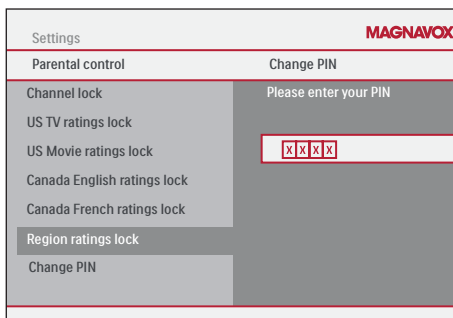 Settings
MAGNAVOX
Parental control
Change PIN
Channel lock
Please enter your PIN
US TV ratings lock
US Movie ratings lock
X X X X
Canada English ratings lock
Canada French ratings lock
Region ratings lock
Change PIN